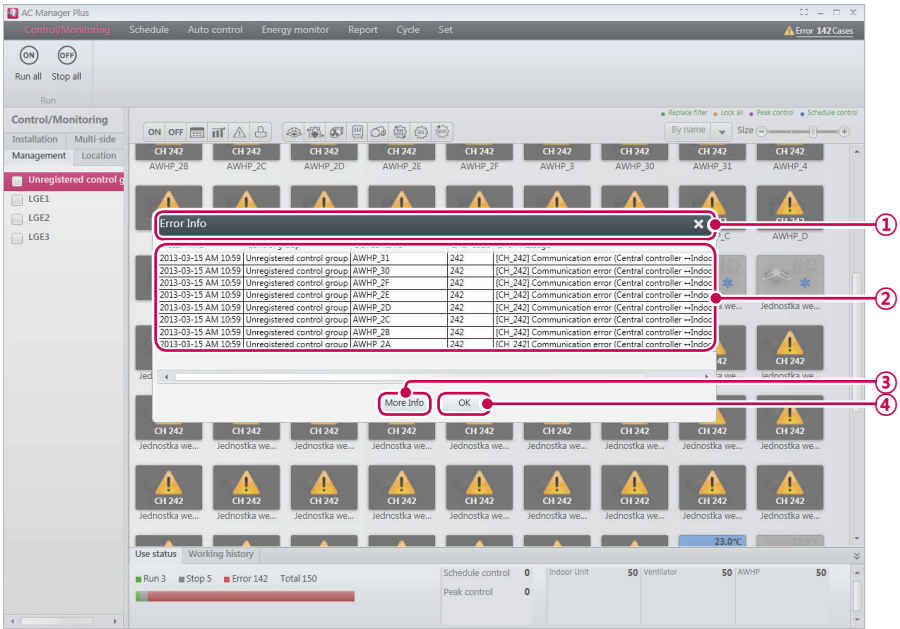 AC Manager Plus
Control/Monitoring Schedule Auto control Energy monitor Report Cycle Set Error 142 Cases
ON OFF
Run all Stop all
Run
Control/Monitoring
Replace filter Lock all Peak control Schedule control
Installation Multi-side
ON OFF By name Size
Management Location
CH 242 CH 242 CH 242 CH 242 CH 242 CH 242 CH 242 CH 242 CH 242
AWHP_2B AWHP_2C AWHP_2D AWHP_2E AWHP_2F AWHP_3 AWHP_30 AWHP_31 AWHP_4
Unregistered control g
LGE1
LGE2
LGE3
Error Info
①
_C AWHP_D
2013-03-15 AM 10:59 Unregistered control group AWHP_31 242 [CH_242] Communication error (Central controller ↔Indoc
2013-03-15 AM 10:59 Unregistered control group AWHP_30 242 [CH_242] Communication error (Central controller ↔Indoc
2013-03-15 AM 10:59 Unregistered control group AWHP_2F 242 [CH_242] Communication error (Central controller ↔Indoc
2013-03-15 AM 10:59 Unregistered control group AWHP_2E 242 [CH_242] Communication error (Central controller ↔Indoc
②
2013-03-15 AM 10:59 Unregistered control group AWHP_2D 242 [CH_242] Communication error (Central controller ↔Indoc
2013-03-15 AM 10:59 Unregistered control group AWHP_2C 242 [CH_242] Communication error (Central controller ↔Indoc
2013-03-15 AM 10:59 Unregistered control group AWHP_2B 242 [CH_242] Communication error (Central controller ↔Indoc
2013-03-15 AM 10:59 Unregistered control group AWHP_2A 242 [CH_242] Communication error (Central controller ↔Indoc
a we... Jednostka we...
42 CH 242
Jed a we... Jednostka we...
③
More Info OK
④
CH 242 CH 242 CH 242 CH 242 CH 242 CH 242 CH 242 CH 242 CH 242
Jednostka we... Jednostka we... Jednostka we... Jednostka we... Jednostka we... Jednostka we... Jednostka we... Jednostka we... Jednostka we...
CH 242 CH 242 CH 242 CH 242 CH 242 CH 242 CH 242 CH 242 CH 242
Jednostka we... Jednostka we... Jednostka we... Jednostka we... Jednostka we... Jednostka we... Jednostka we... Jednostka we... Jednostka we...
23.0°C
Use status Working history
Run 3 Stop 5 Error 142 Total 150
Schedule control 0 Indoor Unit 50 Ventilator 50 AWHP 50
Peak control 0